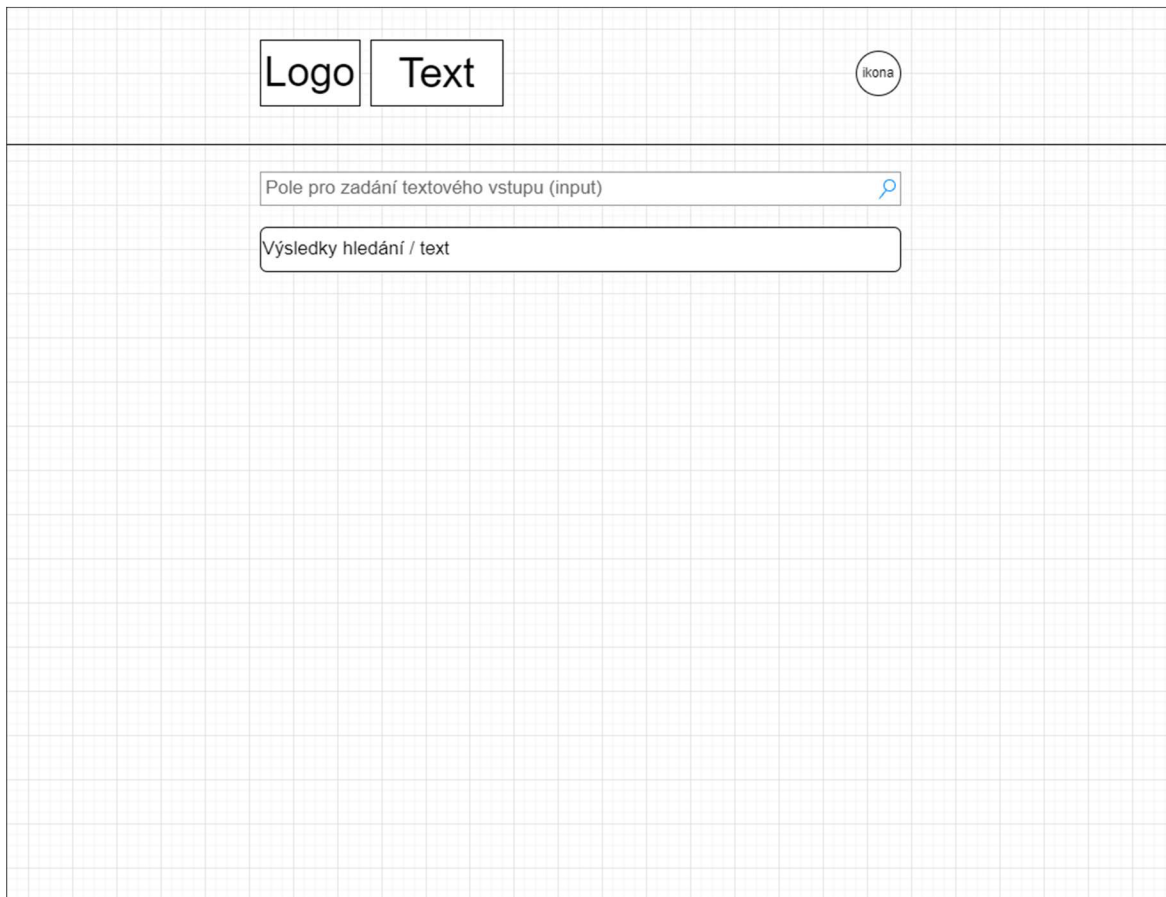 Logo
Text
ikona
Pole pro zadání textového vstupu (input)
Výsledky hledání / text